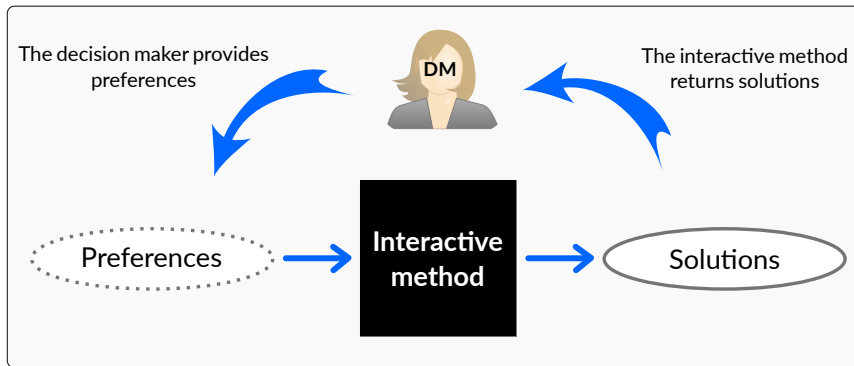 The decision maker provides
preferences
DM
The interactive method
returns solutions
Preferences
Interactive
method
Solutions